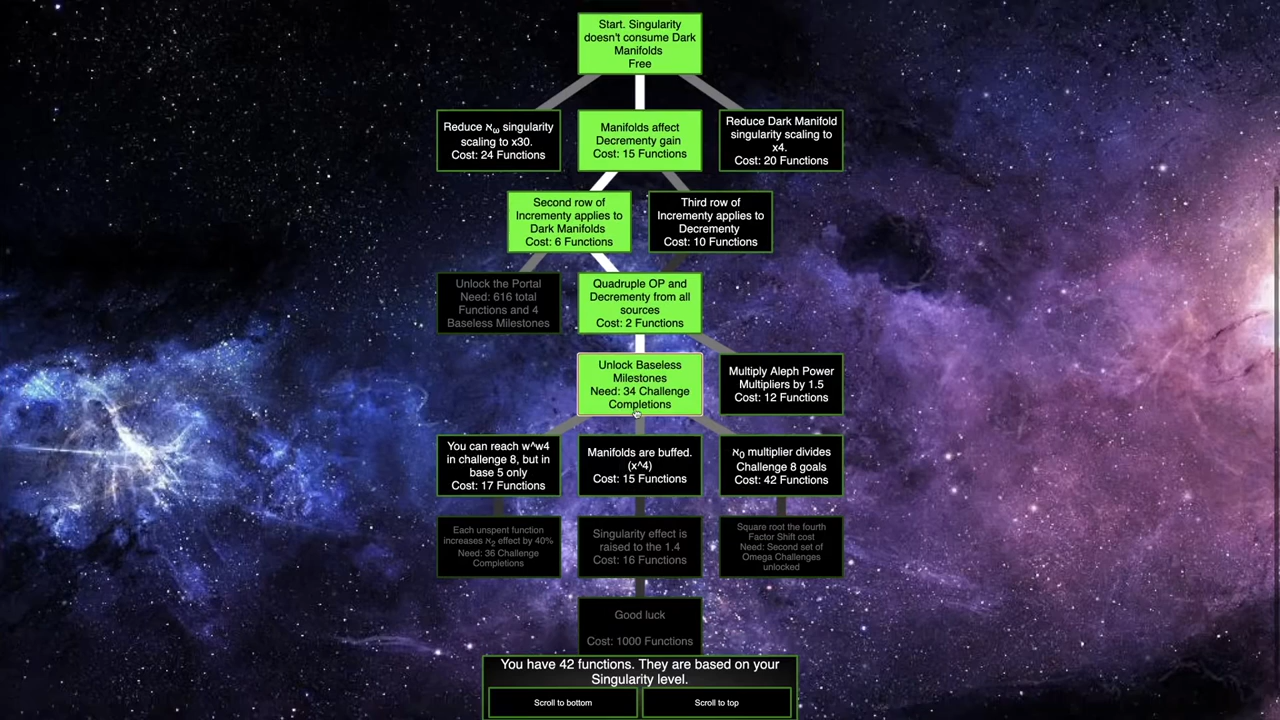 Start. Singularity
doesn't consume Dark
Manifolds
Free
Reduce ℵω singularity
scaling to x30.
Cost: 24 Functions
Manifolds affect
Decrementy gain
Cost: 15 Functions
Reduce Dark Manifold
singularity scaling to
x4.
Cost: 20 Functions
Second row of
Incrementy applies to
Dark Manifolds
Cost: 6 Functions
Third row of
Incrementy applies to
Decrementy
Cost: 10 Functions
Unlock the Portal
Need: 616 total
Functions and 4
Baseless Milestones
Quadruple OP and
Decrementy from all
sources
Cost: 2 Functions
Unlock Baseless
Milestones
Need: 34 Challenge
Completions
Multiply Aleph Power
Multipliers by 1.5
Cost: 12 Functions
You can reach w^w4
in challenge 8, but in
base 5 only
Cost: 17 Functions
Manifolds are buffed.
(x^4)
Cost: 15 Functions
ℵ0 multiplier divides
Challenge 8 goals
Cost: 42 Functions
Each unspent function
increases ℵ2 effect by 40%
Need: 36 Challenge
Completions
Singularity effect is
raised to the 1.4
Cost: 16 Functions
Square root the fourth
Factor Shift cost
Need: Second set of
Omega Challenges
unlocked
Good luck
Cost: 1000 Functions
You have 42 functions. They are based on your
Singularity level.
Scroll to bottom
Scroll to top